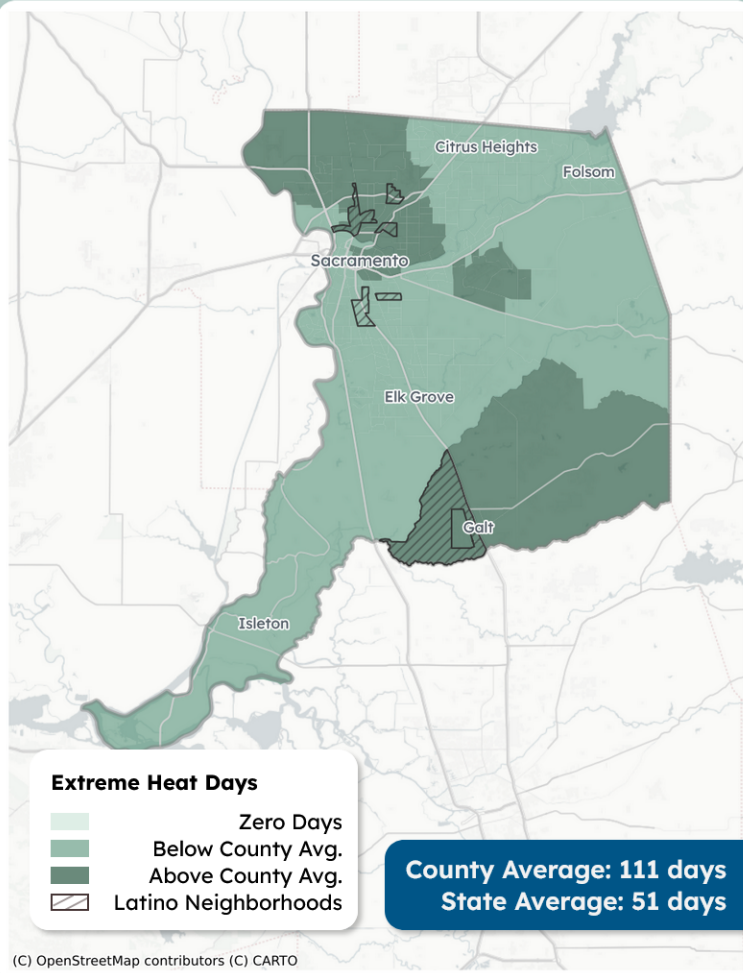 Citrus Heights
Folsom
Sacramento
Elk Grove
Galt
Isleton
Extreme Heat Days
Zero Days
Below County Avg.
Above County Avg.
Latino Neighborhoods
County Average: 111 days
State Average: 51 days
(C) OpenStreetMap contributors (C) CARTO